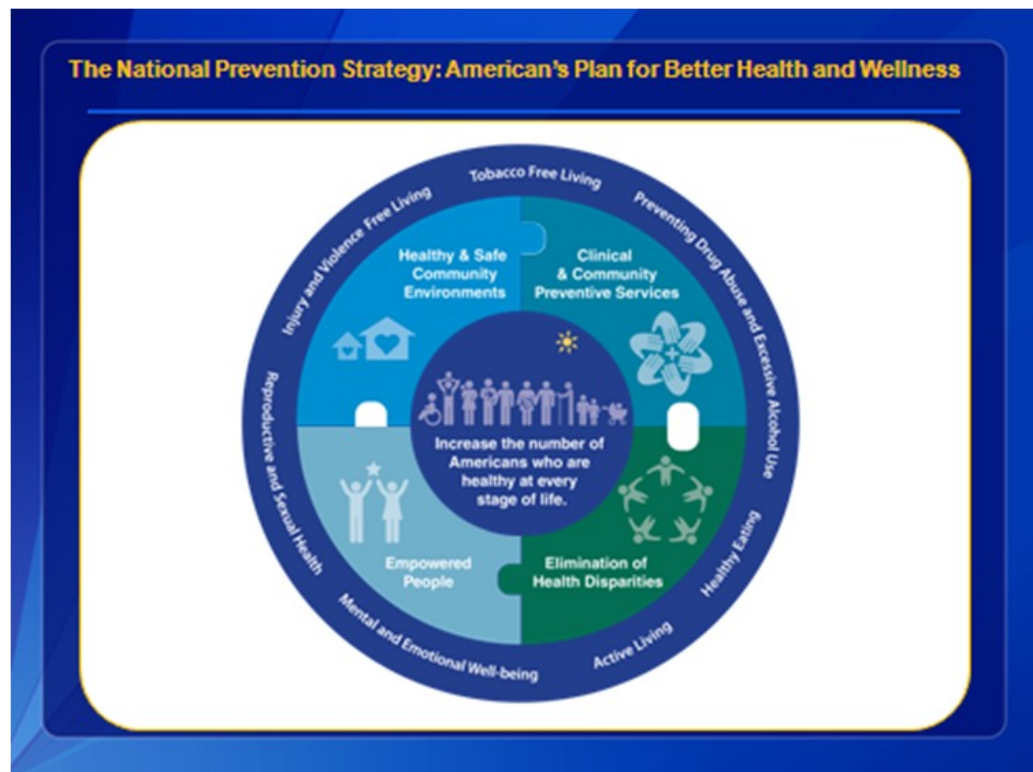 The National Prevention Strategy: American's Plan for Better Health and Wellness
Tobacco Free Living
Preventing Drug Abuse and Excessive Alcohol Use
Healthy Eating
Active Living
Mental and Emotional Well-being
Reproductive and Sexual Health
Injury and Violence Free Living
Healthy & Safe
Community
Environments
Clinical
& Community
Preventive Services
Increase the number of
Americans who are
healthy at every
stage of life.
Empowered
People
Elimination of
Health Disparities